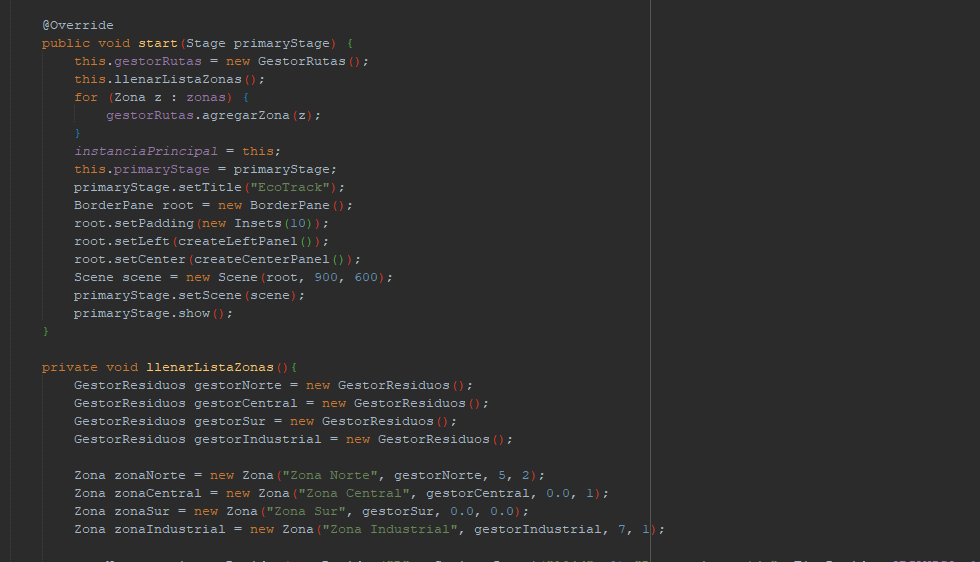 @Override
public void start(Stage primaryStage) {
this.gestorRutas = new GestorRutas();
this.llenarListaZonas();
for (Zona z : zonas) {
gestorRutas.agregarZona(z);
}
instanciaPrincipal = this;
this.primaryStage = primaryStage;
primaryStage.setTitle("EcoTrack");
BorderPane root = new BorderPane();
root.setPadding(new Insets(10));
root.setLeft(createLeftPanel());
root.setCenter(createCenterPanel());
Scene scene = new Scene(root, 900, 600);
primaryStage.setScene(scene);
primaryStage.show();
}
private void llenarListaZonas(){
GestorResiduos gestorNorte = new GestorResiduos();
GestorResiduos gestorCentral = new GestorResiduos();
GestorResiduos gestorSur = new GestorResiduos();
GestorResiduos gestorIndustrial = new GestorResiduos();
Zona zonaNorte = new Zona("Zona Norte", gestorNorte, 5, 2);
Zona zonaCentral = new Zona("Zona Central", gestorCentral, 0.0, 1);
Zona zonaSur = new Zona("Zona Sur", gestorSur, 0.0, 0.0);
Zona zonaIndustrial = new Zona("Zona Industrial", gestorIndustrial, 7, 1);